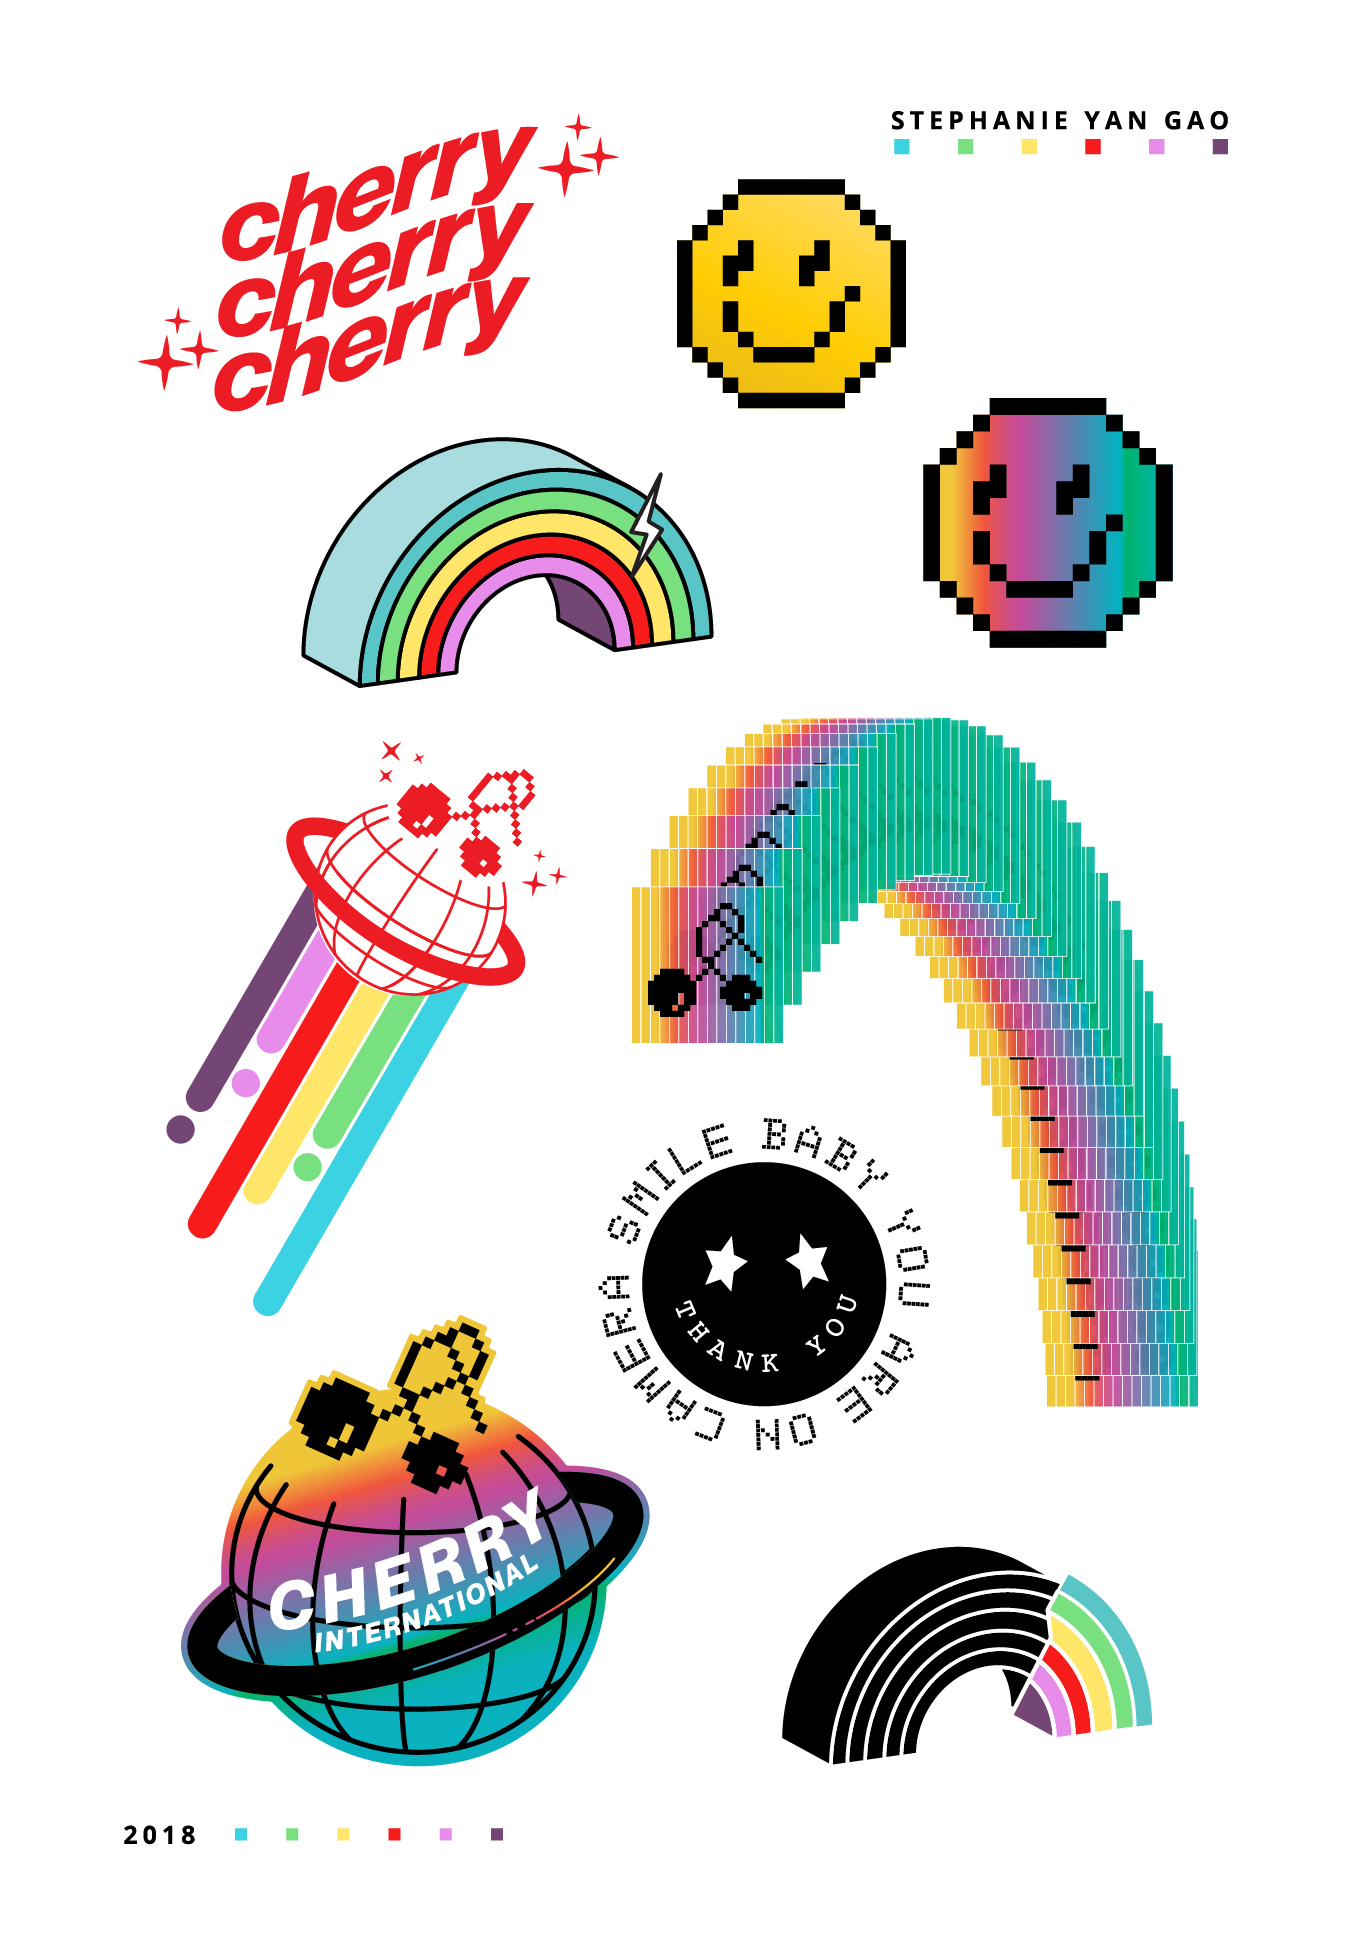 STEPHANIE YAN GAO
cherry
cherry
cherry
SMILE BABY YOU ARE ON CAMERA
THANK YOU
CHERRY
INTERNATIONAL
2018